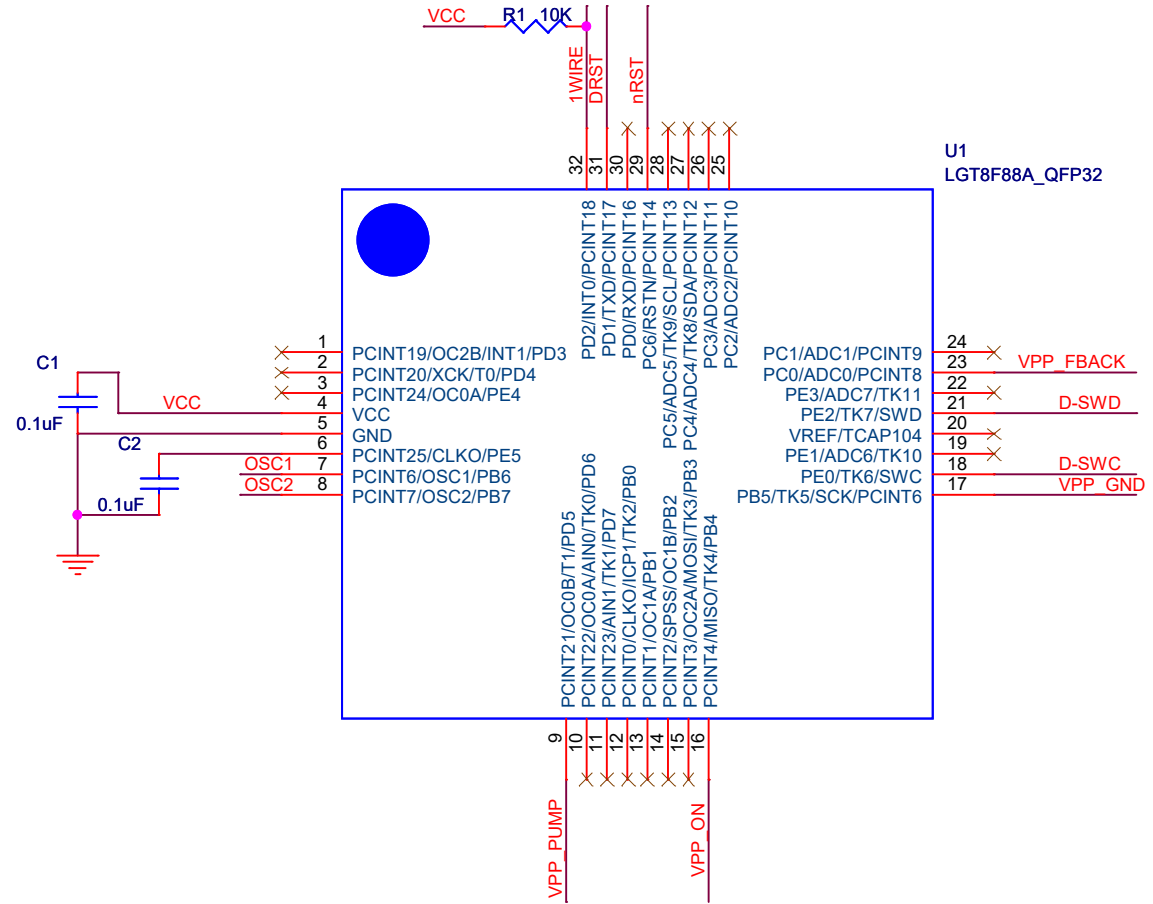 VCC
R1 10K
1WIRE
DRST
nRST
32
31
30
29
28
27
26
25
U1
LGT8F88A_QFP32
PD2/INT0/PCINT18
PD1/TXD/PCINT17
PD0/RXD/PCINT16
PC6/RSTN/PCINT14
PC5/ADC5/TK9/SCL/PCINT13
PC4/ADC4/TK8/SDA/PCINT12
PC3/ADC3/PCINT11
PC2/ADC2/PCINT10
C1
0.1uF
VCC
C2
0.1uF
OSC1
OSC2
1
2
3
4
5
6
7
8
PCINT19/OC2B/INT1/PD3
PCINT20/XCK/T0/PD4
PCINT24/OC0A/PE4
VCC
GND
PCINT25/CLKO/PE5
PCINT6/OSC1/PB6
PCINT7/OSC2/PB7
PC1/ADC1/PCINT9
PC0/ADC0/PCINT8
PE3/ADC7/TK11
PE2/TK7/SWD
VREF/TCAP104
PE1/ADC6/TK10
PE0/TK6/SWC
PB5/TK5/SCK/PCINT6
24
23
22
21
20
19
18
17
VPP_FBACK
D-SWD
D-SWC
VPP_GND
PCINT21/OC0B/T1/PD5
PCINT22/OC0A/AIN0/TK0/PD6
PCINT23/AIN1/TK1/PD7
PCINT0/CLKO/ICP1/TK2/PB0
PCINT1/OC1A/PB1
PCINT2/SPSS/OC1B/PB2
PCINT3/OC2A/MOSI/TK3/PB3
PCINT4/MISO/TK4/PB4
9
10
11
12
13
14
15
16
VPP_PUMP
VPP_ON